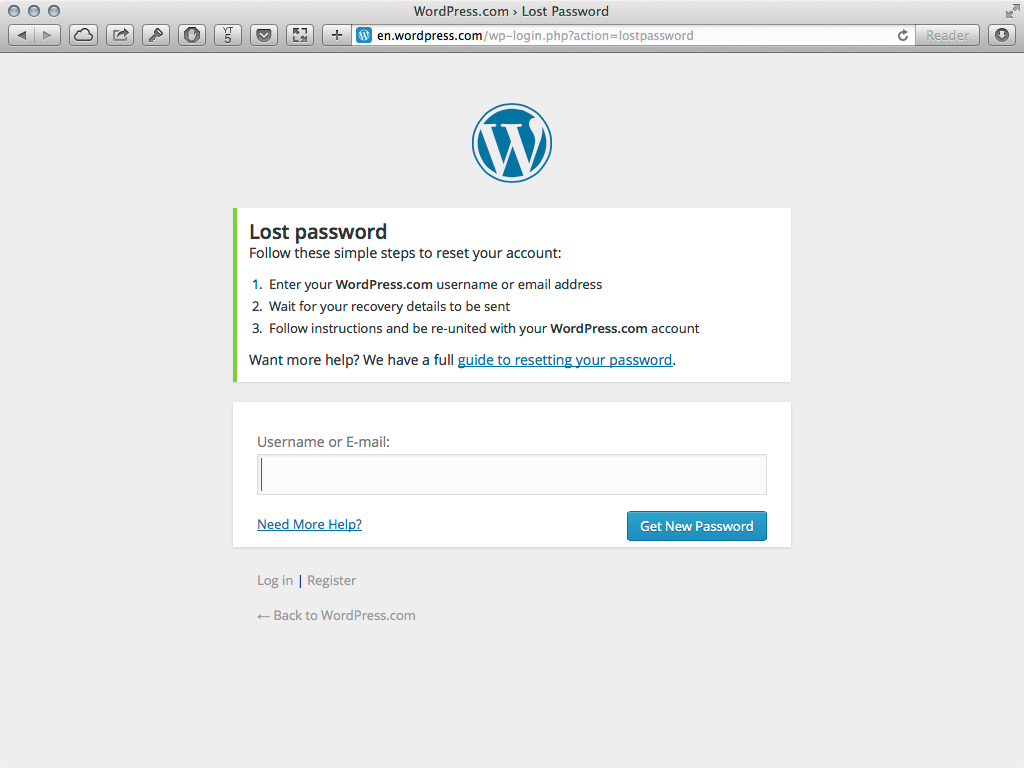 WordPress.com › Lost Password
YT
5
en.wordpress.com/wp-login.php?action=lostpassword
Reader
W
Lost password
Follow these simple steps to reset your account:
1. Enter your WordPress.com username or email address
2. Wait for your recovery details to be sent
3. Follow instructions and be re-united with your WordPress.com account
Want more help? We have a full guide to resetting your password.
Username or E-mail:
Need More Help?
Get New Password
Log in | Register
← Back to WordPress.com